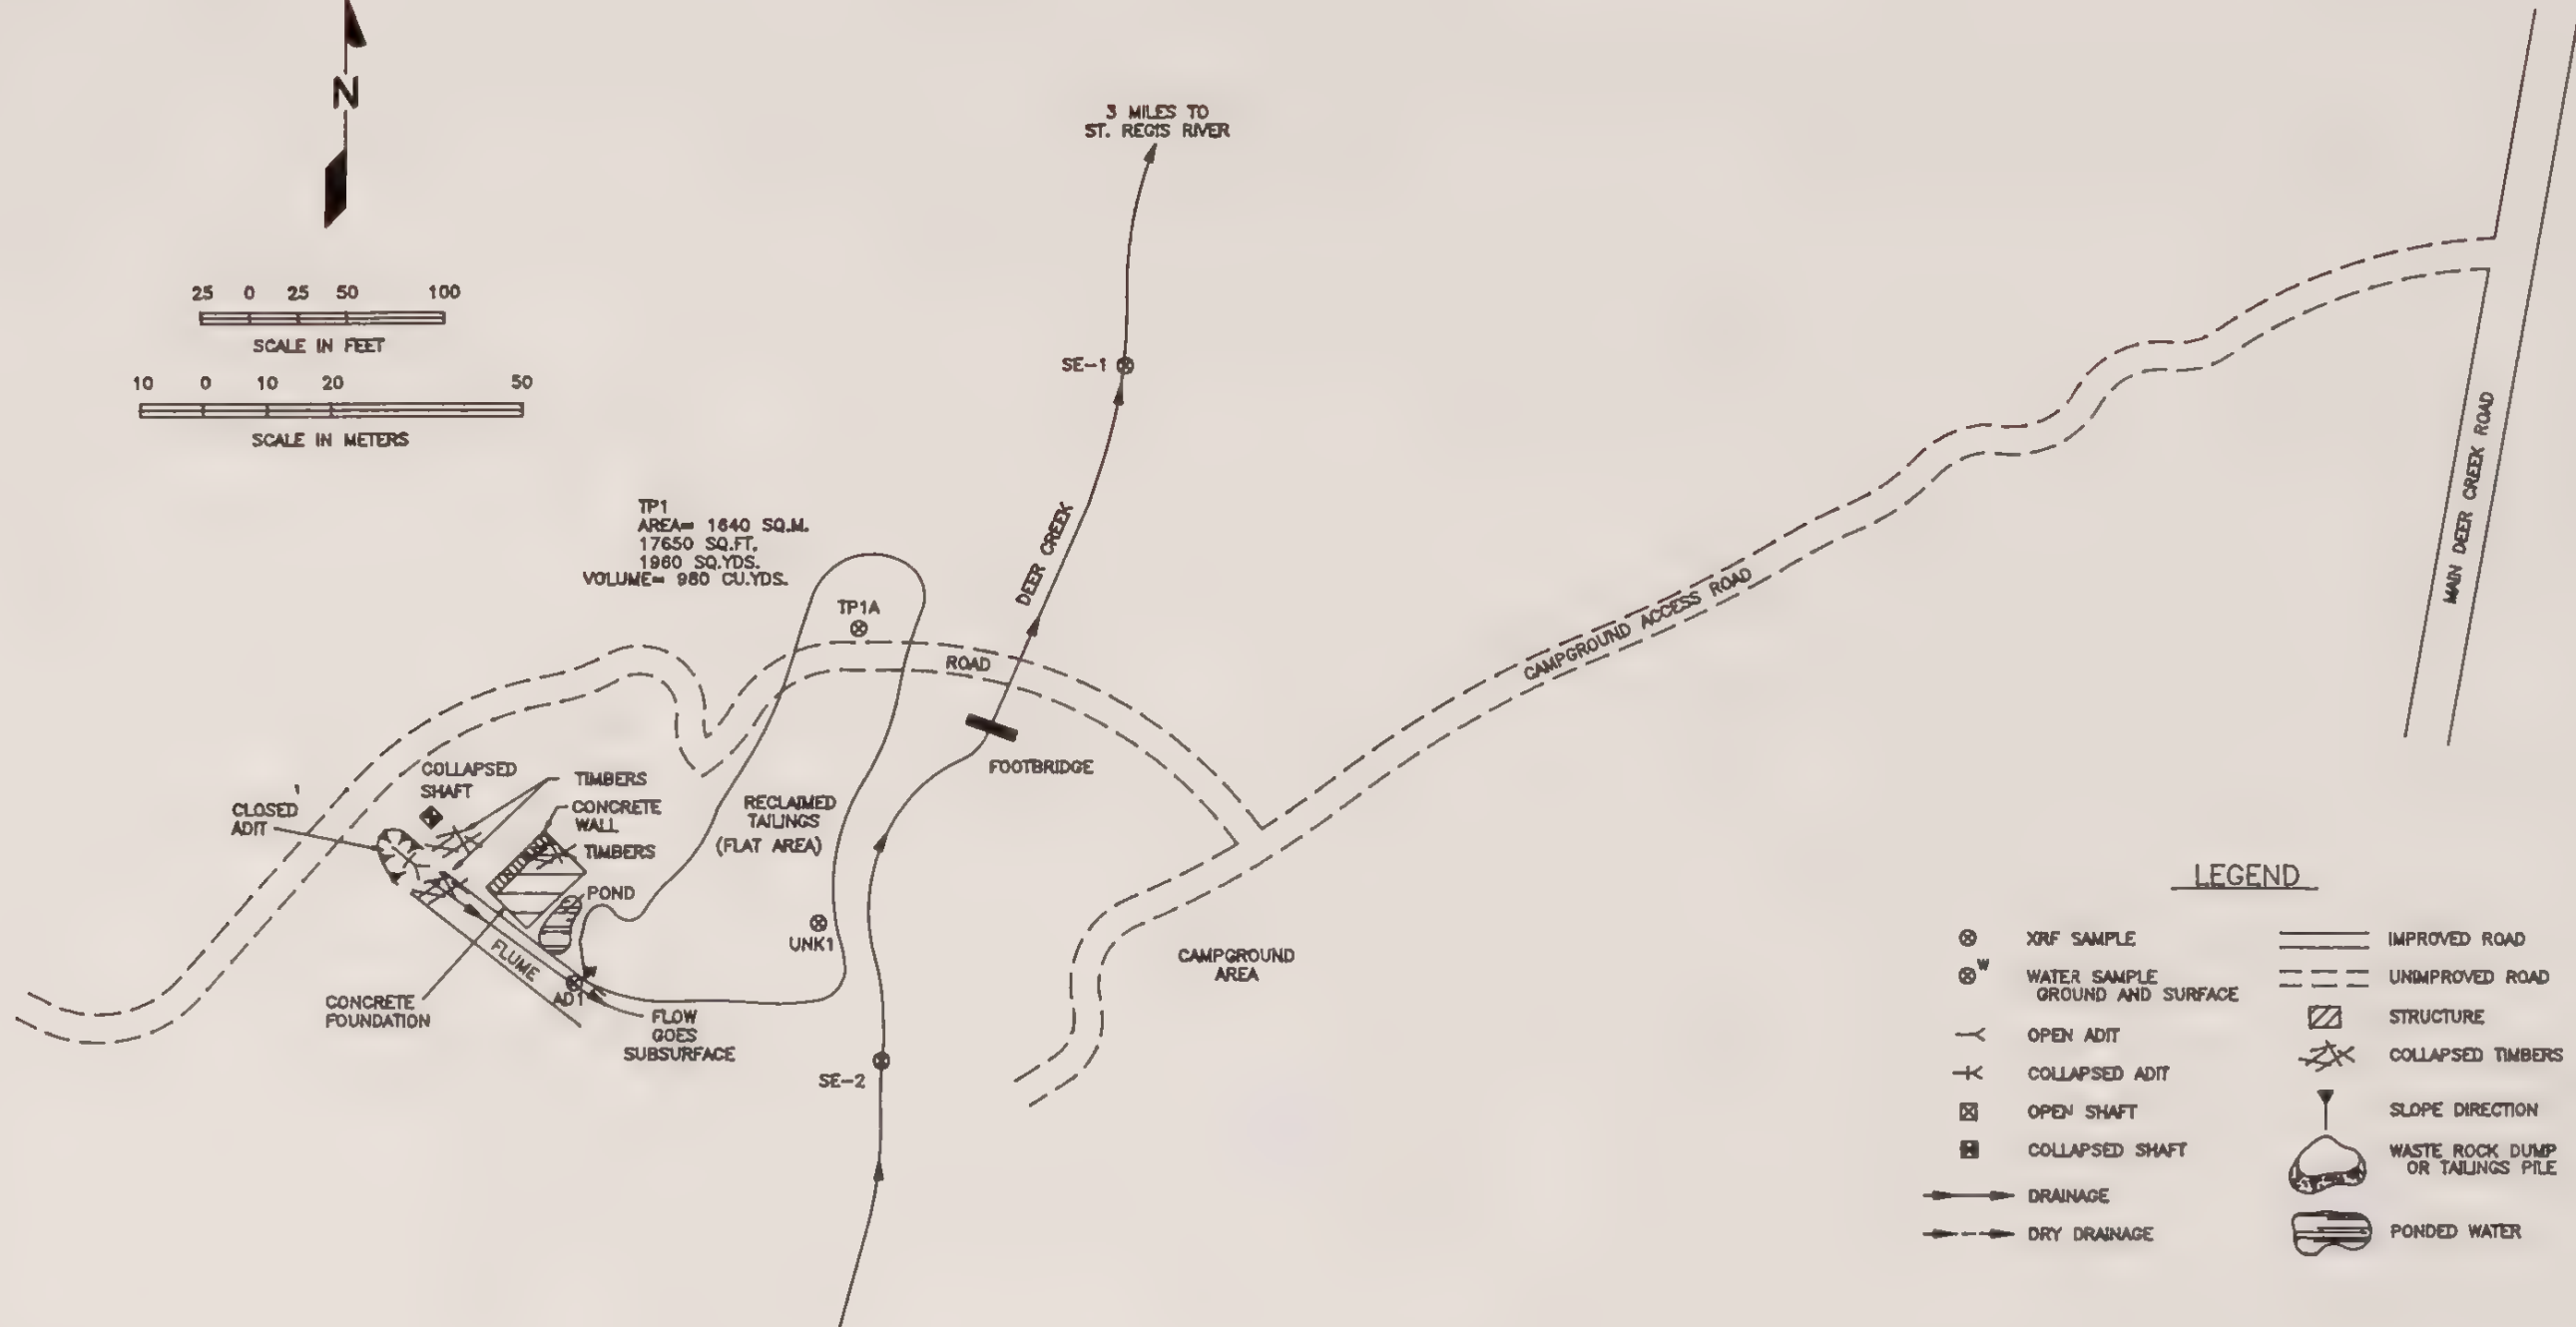 N
3 MILES TO
ST. REGIS RIVER
25 0 25 50 100
SCALE IN FEET
10 0 10 20 50
SCALE IN METERS
SE-1
MAIN DEER CREEK ROAD
TP1
AREA= 1640 SQ.M.
17650 SQ.FT.
1960 SQ.YDS.
VOLUME= 980 CU.YDS.
DEER CREEK
TP1A
CAMPGROUND ACCESS ROAD
ROAD
FOOTBRIDGE
COLLAPSED
SHAFT
TIMBERS
CLOSED
ADIT
CONCRETE
WALL
TIMBERS
RECLAIMED
TAILINGS
(FLAT AREA)
POND
UNK1
FLUME
CAMPGROUND
AREA
AD1
CONCRETE
FOUNDATION
FLOW
GOES
SUBSURFACE
SE-2
LEGEND
XRF SAMPLE
W
WATER SAMPLE
GROUND AND SURFACE
OPEN ADIT
COLLAPSED ADIT
OPEN SHAFT
COLLAPSED SHAFT
DRAINAGE
DRY DRAINAGE
IMPROVED ROAD
UNIMPROVED ROAD
STRUCTURE
COLLAPSED TIMBERS
SLOPE DIRECTION
WASTE ROCK DUMP
OR TAILINGS PILE
PONDED WATER